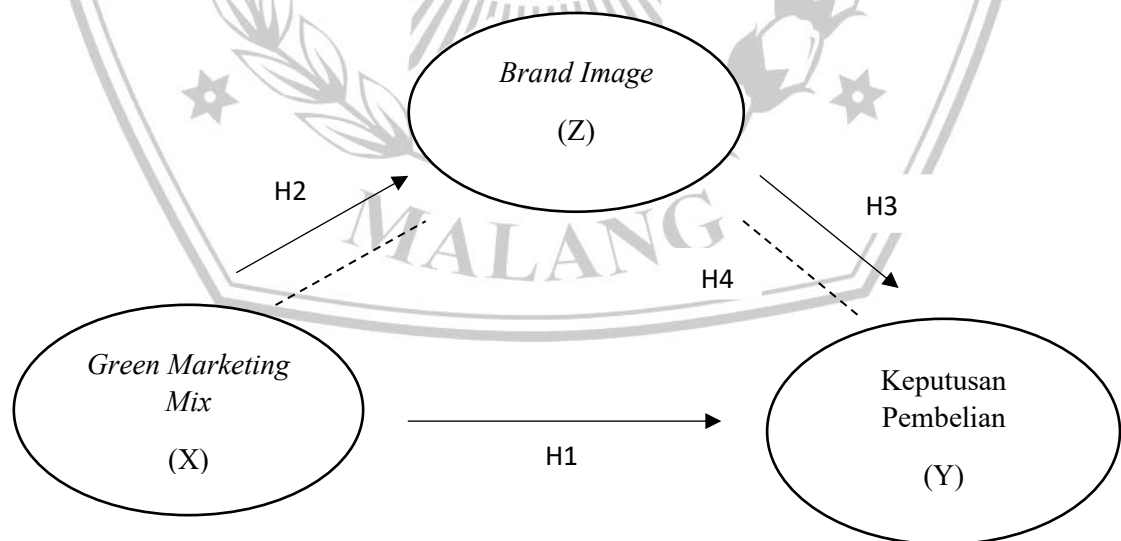 Brand Image
(Z)
H2
H3
MALANG
H4
Green Marketing
Mix
(X)
H1
Keputusan
Pembelian
(Y)